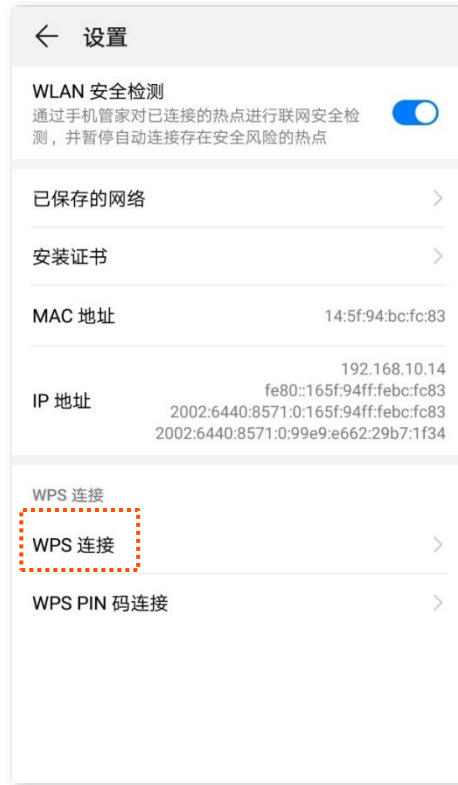 ← 设置
WLAN 安全检测
通过手机管家对已连接的热点进行联网安全检
测，并暂停自动连接存在安全风险的热点
已保存的网络
安装证书
MAC 地址 14:5f:94:bc:fc:83
192.168.10.14
fe80::165f:94ff:febc:fc83
IP 地址 2002:6440:8571:0:165f:94ff:febc:fc83
2002:6440:8571:0:99e9:e662:29b7:1f34
WPS 连接
WPS 连接
WPS PIN 码连接